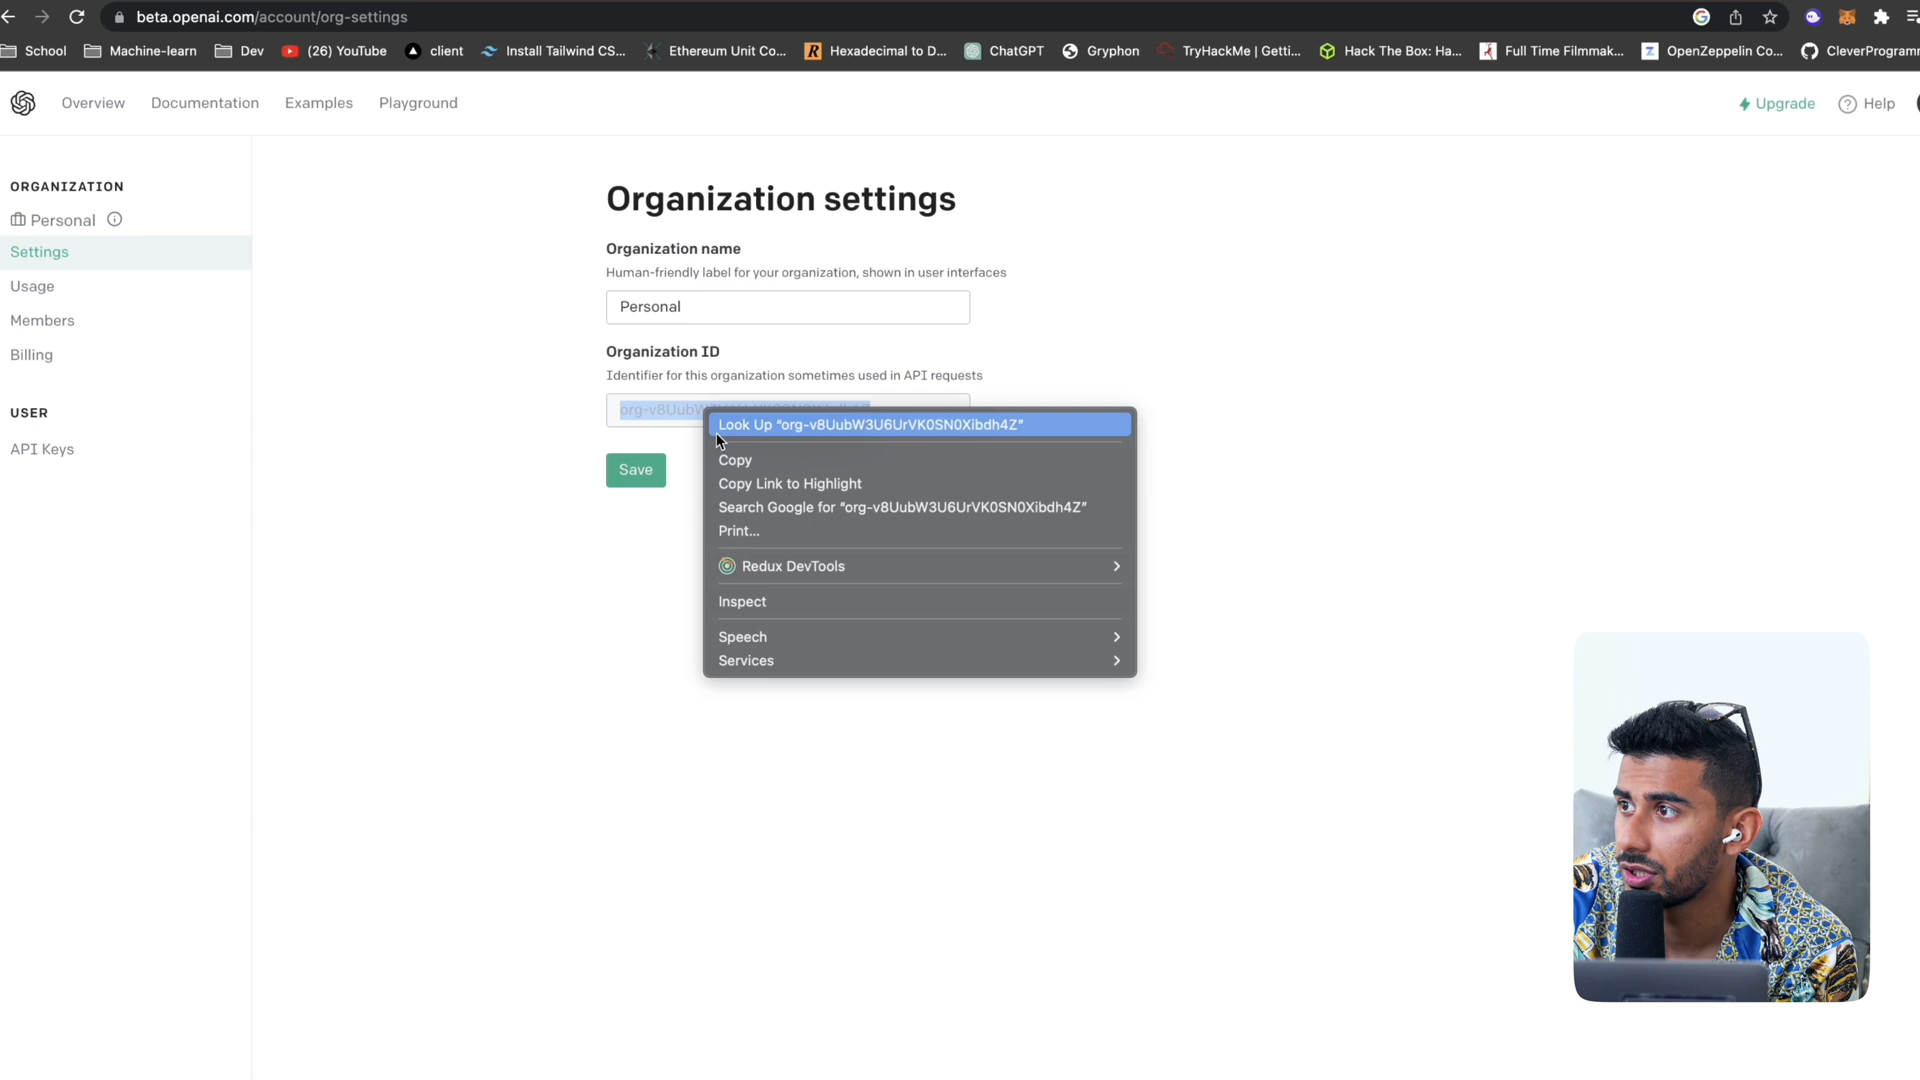 beta.openai.com/account/org-settings
School Machine-learn Dev (26) YouTube client Install Tailwind CS... Ethereum Unit Co... Hexadecimal to D... ChatGPT Gryphon TryHackMe | Getti... Hack The Box: Ha... Full Time Filmmak... OpenZeppelin Co... CleverProgramm
Overview Documentation Examples Playground Upgrade Help
ORGANIZATION
Personal
Settings
Usage
Members
Billing
USER
API Keys
Organization settings
Organization name
Human-friendly label for your organization, shown in user interfaces
Personal
Organization ID
Identifier for this organization sometimes used in API requests
Save
Look Up “org-v8UubW3U6UrVK0SN0Xibdh4Z”
Copy
Copy Link to Highlight
Search Google for “org-v8UubW3U6UrVK0SN0Xibdh4Z”
Print...
Redux DevTools
Inspect
Speech
Services